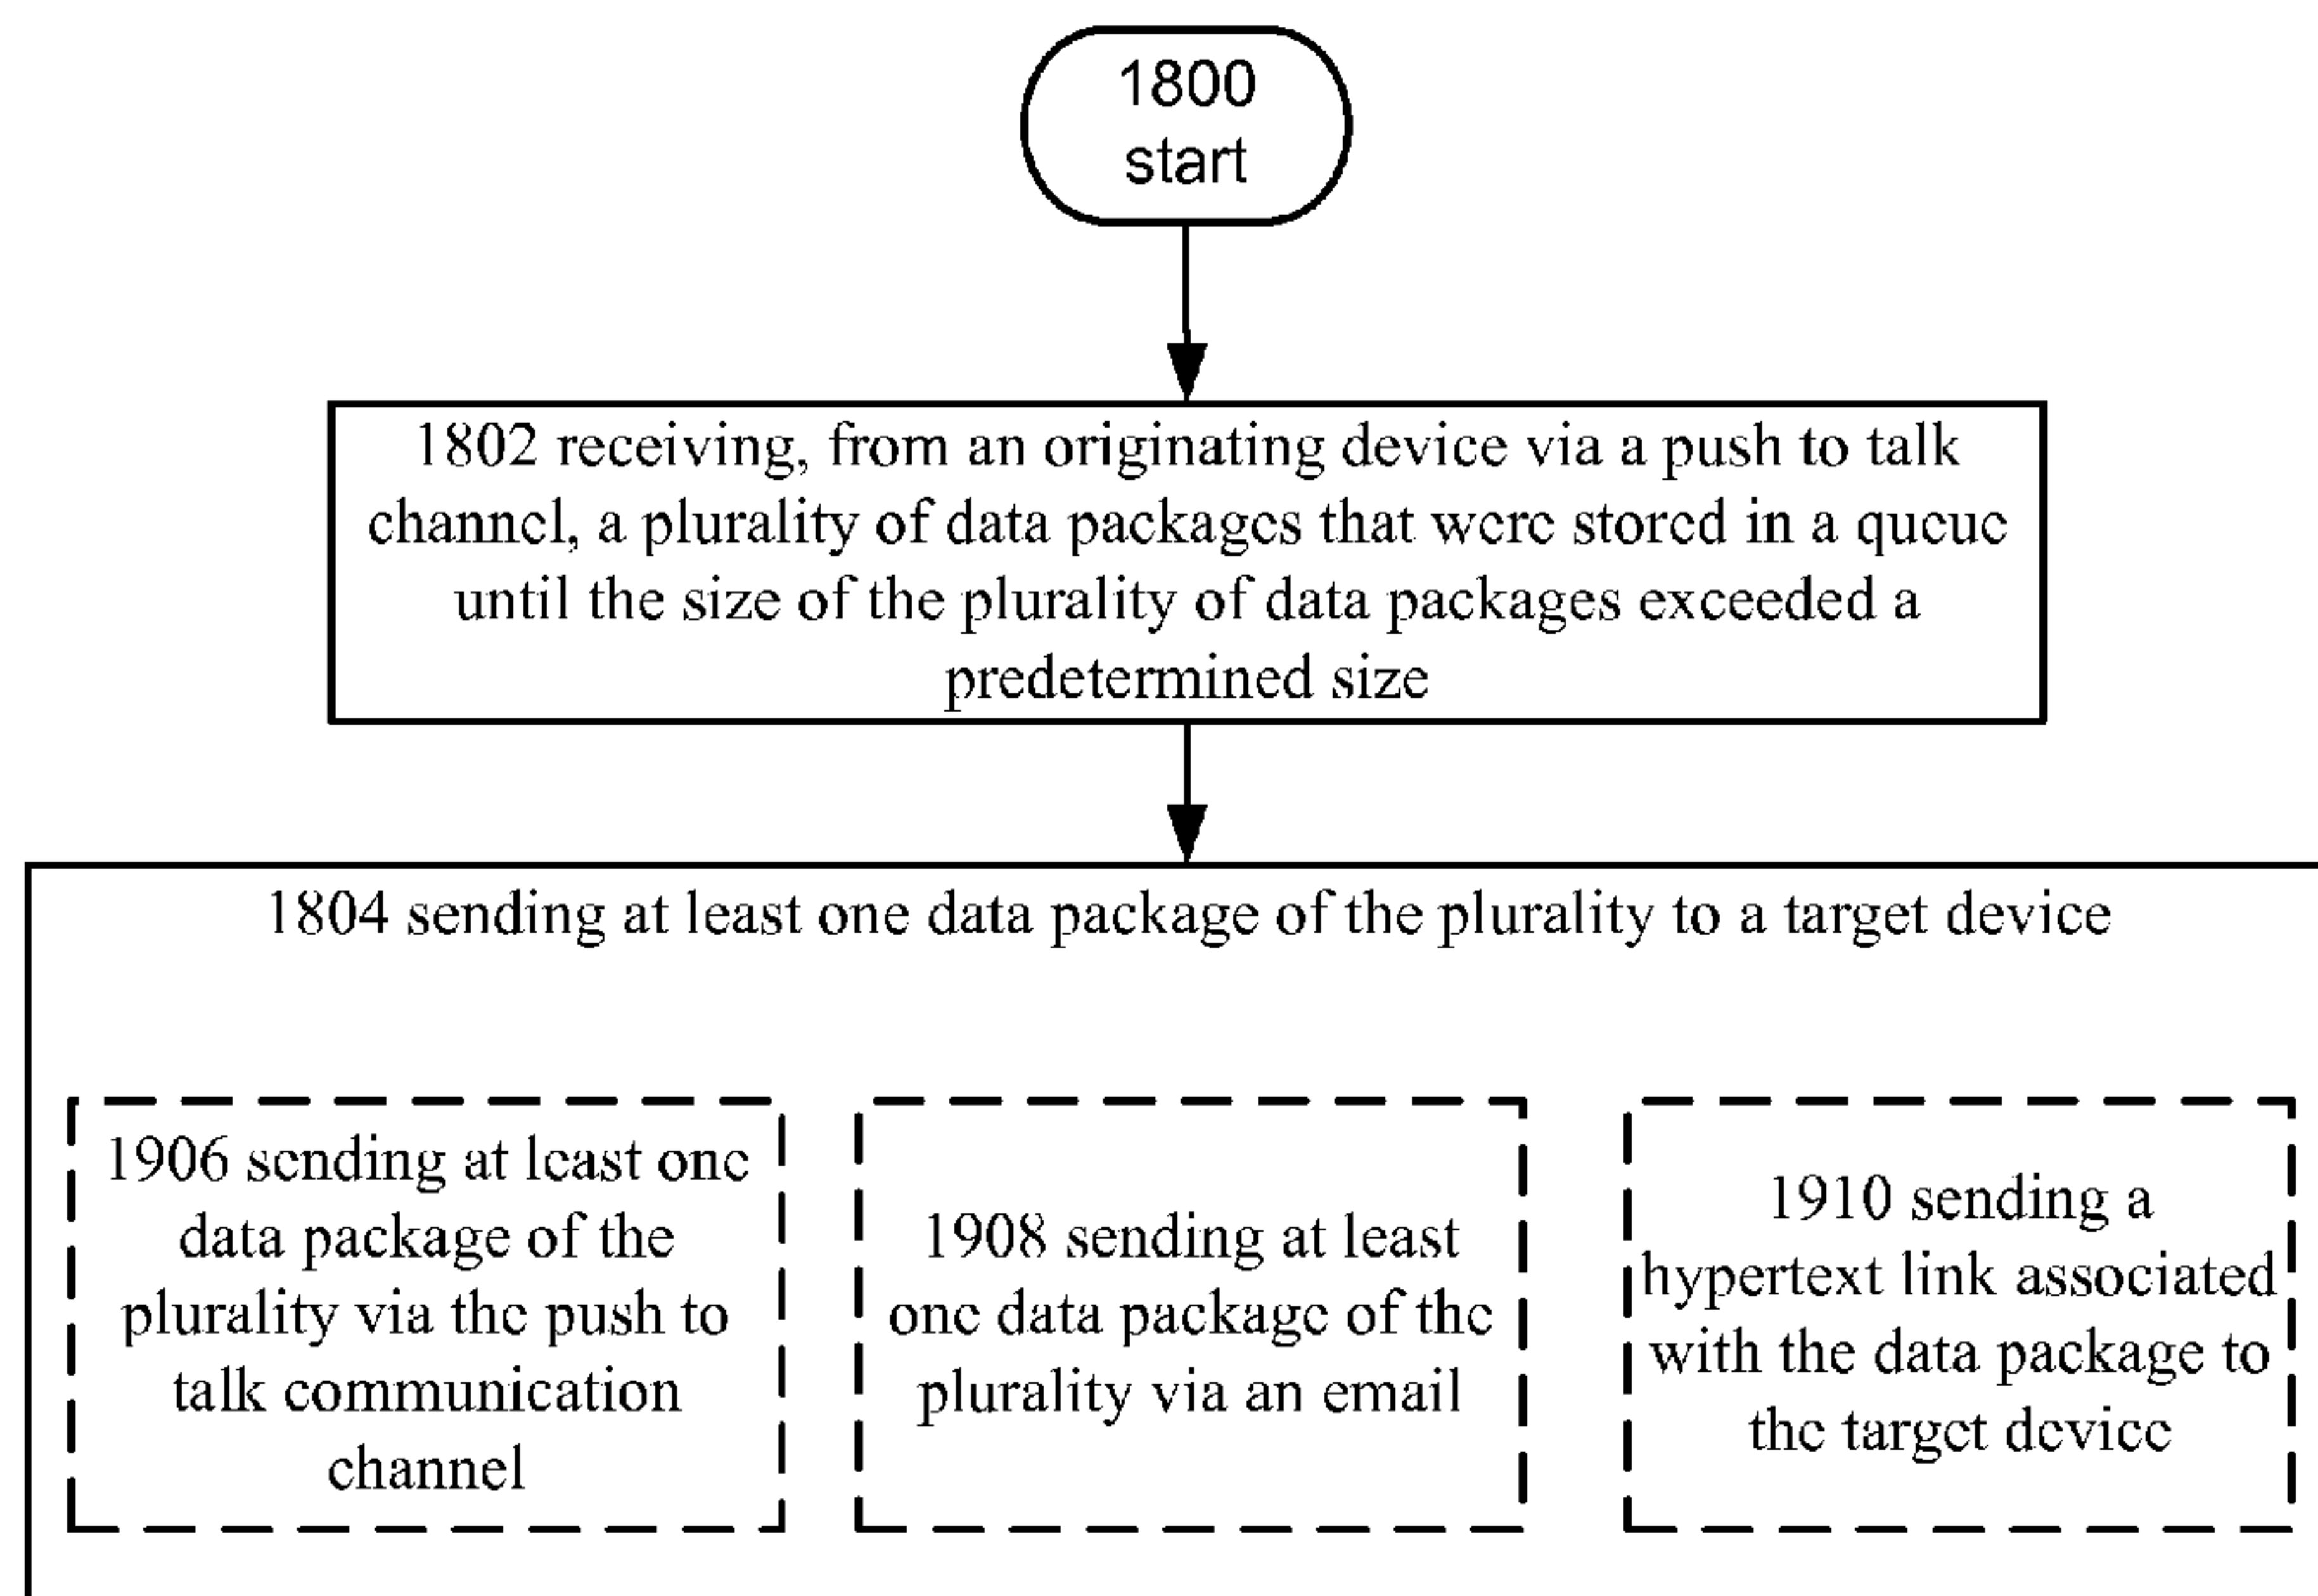 1800
start
1802 receiving, from an originating device via a push to talk
channel, a plurality of data packages that were stored in a queue
until the size of the plurality of data packages exceeded a
predetermined size
1804 sending at least one data package of the plurality to a target device
1906 sending at least one
data package of the
plurality via the push to
talk communication
channel
1908 sending at least
one data package of the
plurality via an email
1910 sending a
hypertext link associated
with the data package to
the target device